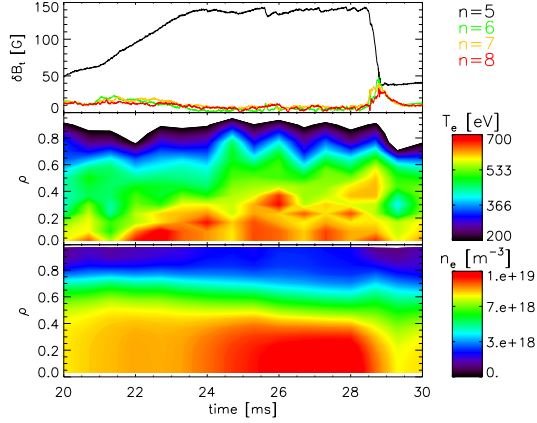 150
100
50
0
δB_t [G]
n=5
n=6
n=7
n=8
0.8
0.6
0.4
0.2
0.0
ρ
T_e [eV]
700
533
366
200
0.8
0.6
0.4
0.2
0.0
ρ
n_e [m^-3]
1.e+19
7.e+18
3.e+18
0.
20 22 24 26 28 30
time [ms]